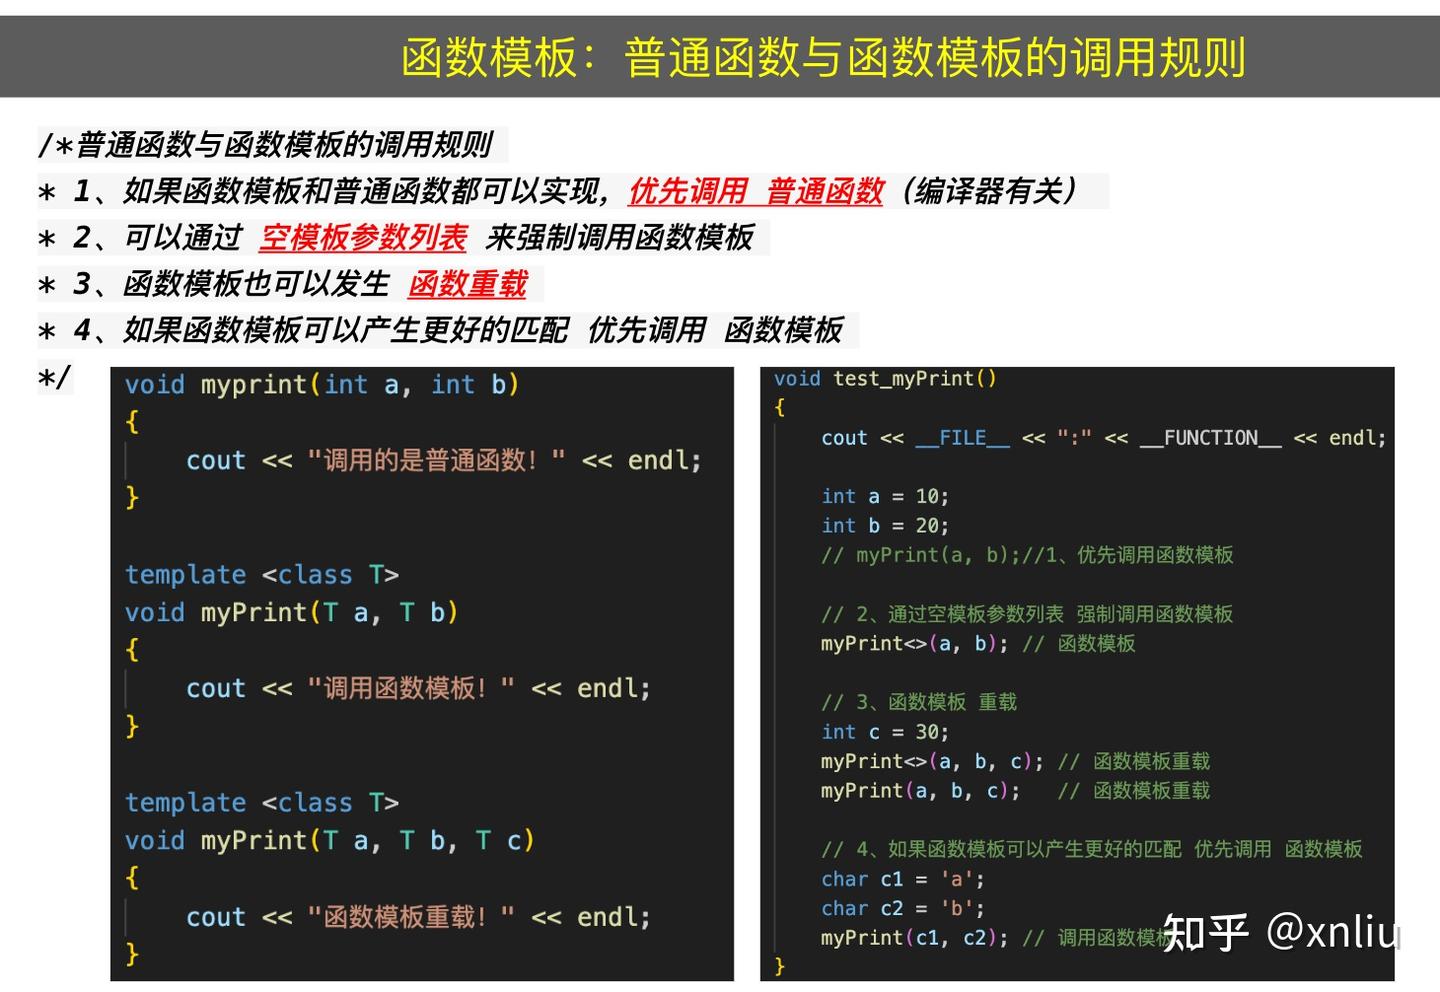 函数模板：普通函数与函数模板的调用规则
/*普通函数与函数模板的调用规则
* 1、如果函数模板和普通函数都可以实现，优先调用 普通函数（编译器有关）
* 2、可以通过 空模板参数列表 来强制调用函数模板
* 3、函数模板也可以发生 函数重载
* 4、如果函数模板可以产生更好的匹配 优先调用 函数模板
*/
void myprint(int a, int b)
{
cout << "调用的是普通函数！" << endl;
}
template <class T>
void myPrint(T a, T b)
{
cout << "调用函数模板！" << endl;
}
template <class T>
void myPrint(T a, T b, T c)
{
cout << "函数模板重载！" << endl;
}
void test_myPrint()
{
cout << __FILE__ << ":" << __FUNCTION__ << endl;
int a = 10;
int b = 20;
// myPrint(a, b);//1、优先调用函数模板
// 2、通过空模板参数列表 强制调用函数模板
myPrint<>(a, b); // 函数模板
// 3、函数模板 重载
int c = 30;
myPrint<>(a, b, c); // 函数模板重载
myPrint(a, b, c); // 函数模板重载
// 4、如果函数模板可以产生更好的匹配 优先调用 函数模板
char c1 = 'a';
char c2 = 'b';
myPrint(c1, c2); // 调用函数模板
}
知乎 @xnliu